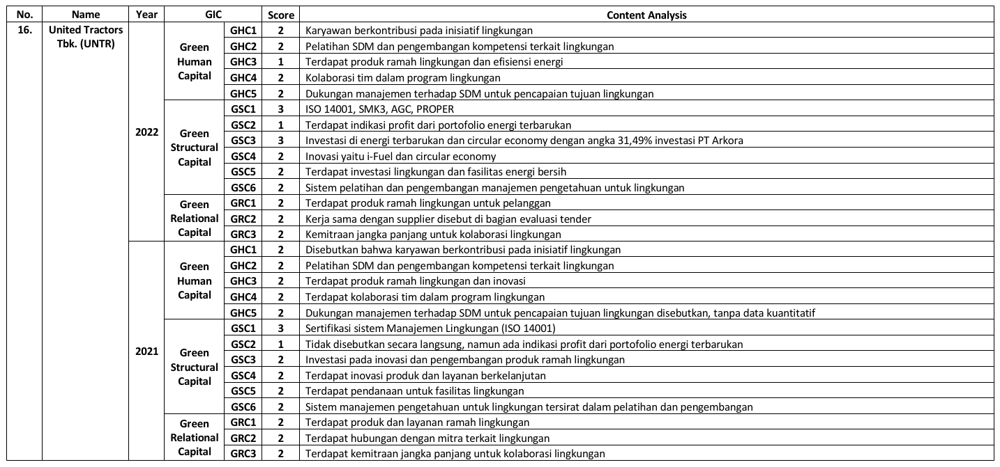 No. Name Year GIC Score Content Analysis
16. United Tractors Tbk. (UNTR) 2022 Green Human Capital GHC1 2 Karyawan berkontribusi pada inisiatif lingkungan
GHC2 2 Pelatihan SDM dan pengembangan kompetensi terkait lingkungan
GHC3 1 Terdapat produk ramah lingkungan dan efisiensi energi
GHC4 2 Kolaborasi tim dalam program lingkungan
GHC5 2 Dukungan manajemen terhadap SDM untuk pencapaian tujuan lingkungan
Green Structural Capital GSC1 3 ISO 14001, SMK3, AGC, PROPER
GSC2 1 Terdapat indikasi profit dari portofolio energi terbarukan
GSC3 3 Investasi di energi terbarukan dan circular economy dengan angka 31,49% investasi PT Arkora
GSC4 2 Inovasi yaitu i-Fuel dan circular economy
GSC5 2 Terdapat investasi lingkungan dan fasilitas energi bersih
GSC6 2 Sistem pelatihan dan pengembangan manajemen pengetahuan untuk lingkungan
Green Relational Capital GRC1 2 Terdapat produk ramah lingkungan untuk pelanggan
GRC2 2 Kerja sama dengan supplier disebut di bagian evaluasi tender
GRC3 2 Kemitraan jangka panjang untuk kolaborasi lingkungan
2021 Green Human Capital GHC1 2 Disebutkan bahwa karyawan berkontribusi pada inisiatif lingkungan
GHC2 2 Pelatihan SDM dan pengembangan kompetensi terkait lingkungan
GHC3 2 Terdapat produk ramah lingkungan dan inovasi
GHC4 2 Terdapat kolaborasi tim dalam program lingkungan
GHC5 2 Dukungan manajemen terhadap SDM untuk pencapaian tujuan lingkungan disebutkan, tanpa data kuantitatif
Green Structural Capital GSC1 3 Sertifikasi sistem Manajemen Lingkungan (ISO 14001)
GSC2 1 Tidak disebutkan secara langsung, namun ada indikasi profit dari portofolio energi terbarukan
GSC3 2 Investasi pada inovasi dan pengembangan produk ramah lingkungan
GSC4 2 Terdapat inovasi produk dan layanan berkelanjutan
GSC5 2 Terdapat pendanaan untuk fasilitas lingkungan
GSC6 2 Sistem manajemen pengetahuan untuk lingkungan tersirat dalam pelatihan dan pengembangan
Green Relational Capital GRC1 2 Terdapat produk dan layanan ramah lingkungan
GRC2 2 Terdapat hubungan dengan mitra terkait lingkungan
GRC3 2 Terdapat kemitraan jangka panjang untuk kolaborasi lingkungan